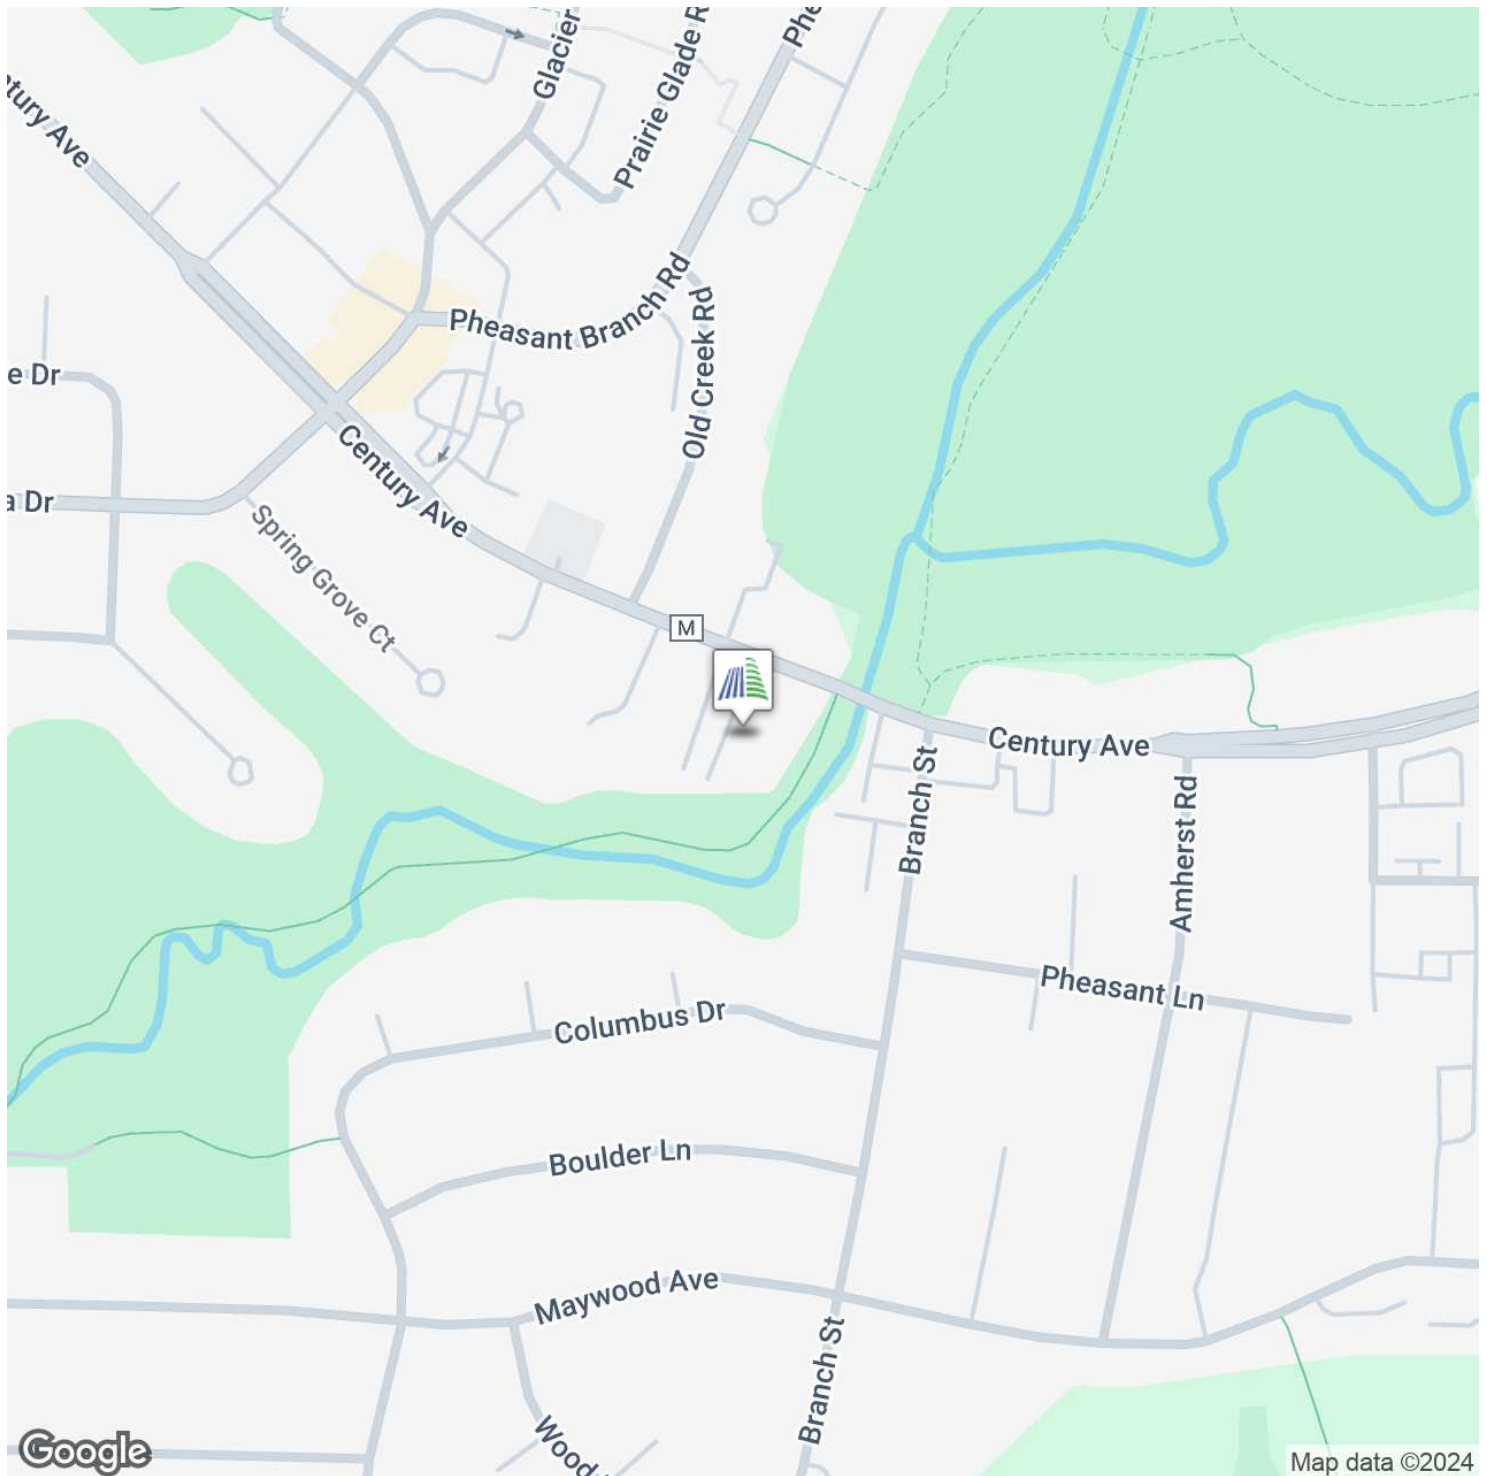 Glacier
Prairie Glade R
Phe
tury Ave
Pheasant Branch Rd
Old Creek Rd
e Dr
Century Ave
a Dr
Spring Grove Ct
M
Century Ave
Branch St
Amherst Rd
Pheasant Ln
Columbus Dr
Boulder Ln
Maywood Ave
Branch St
Wood
Google
Map data ©2024